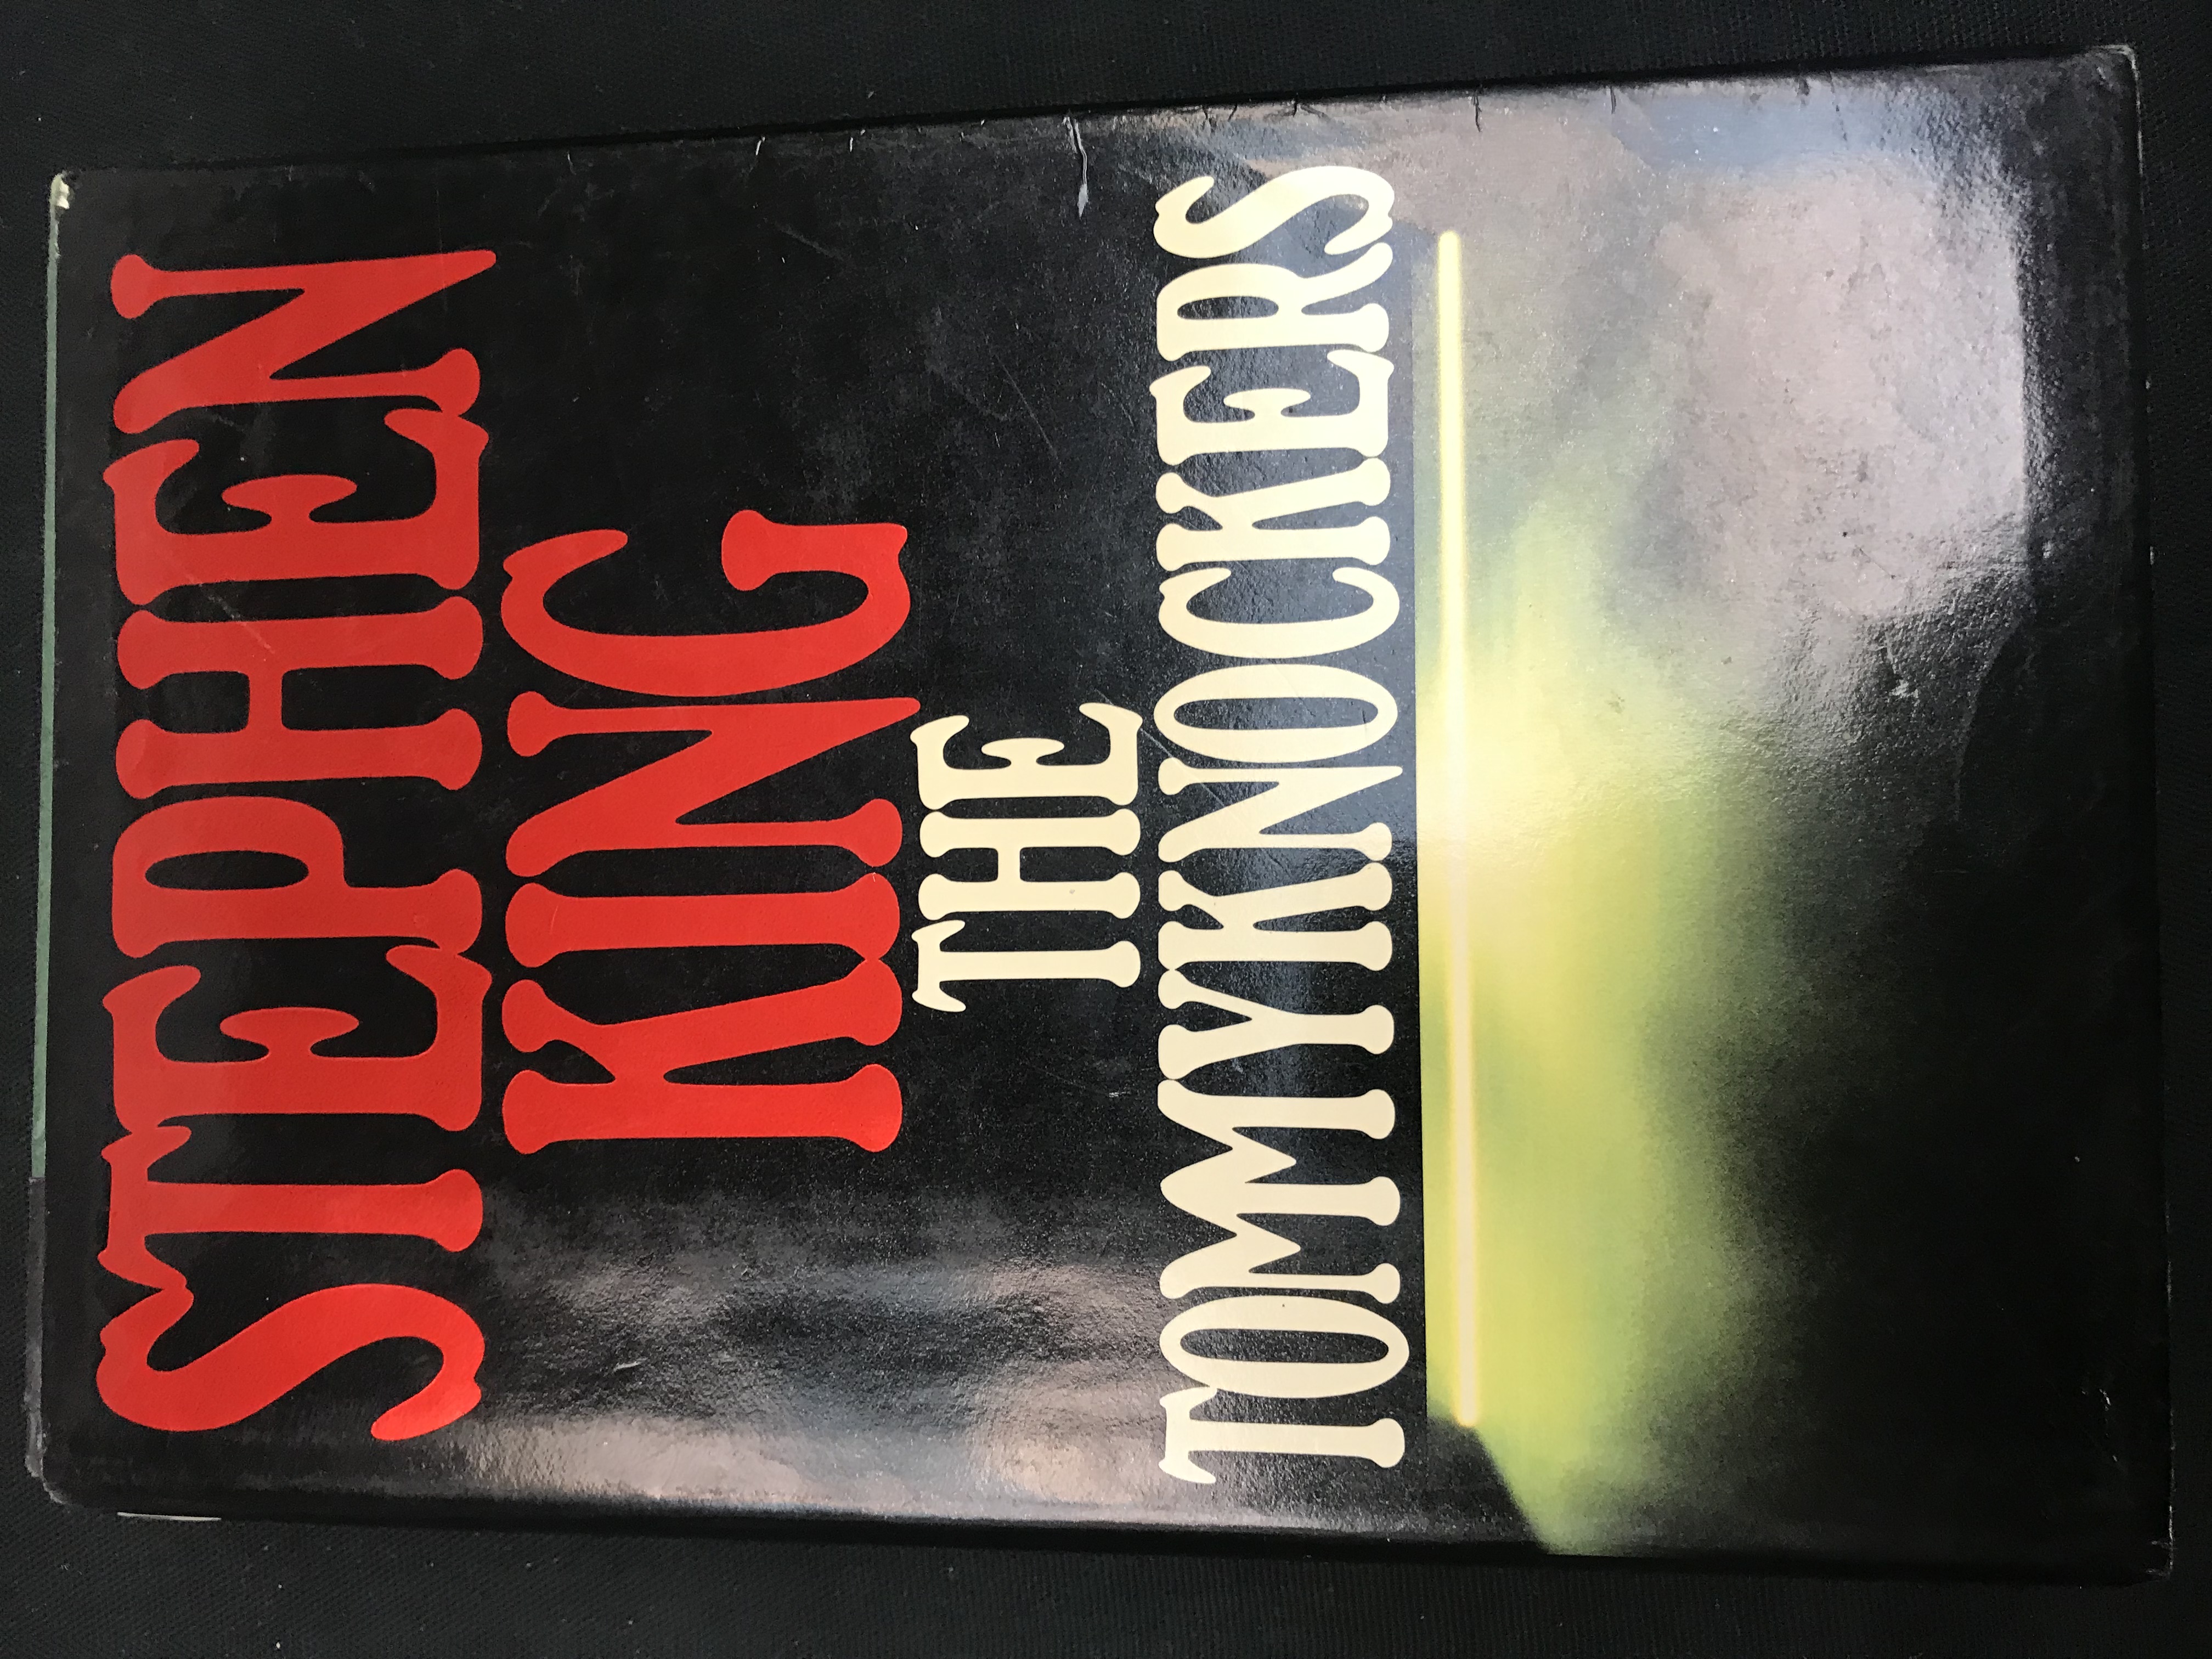 STEPHEN
KING
THE
TOMMYKNOCKERS